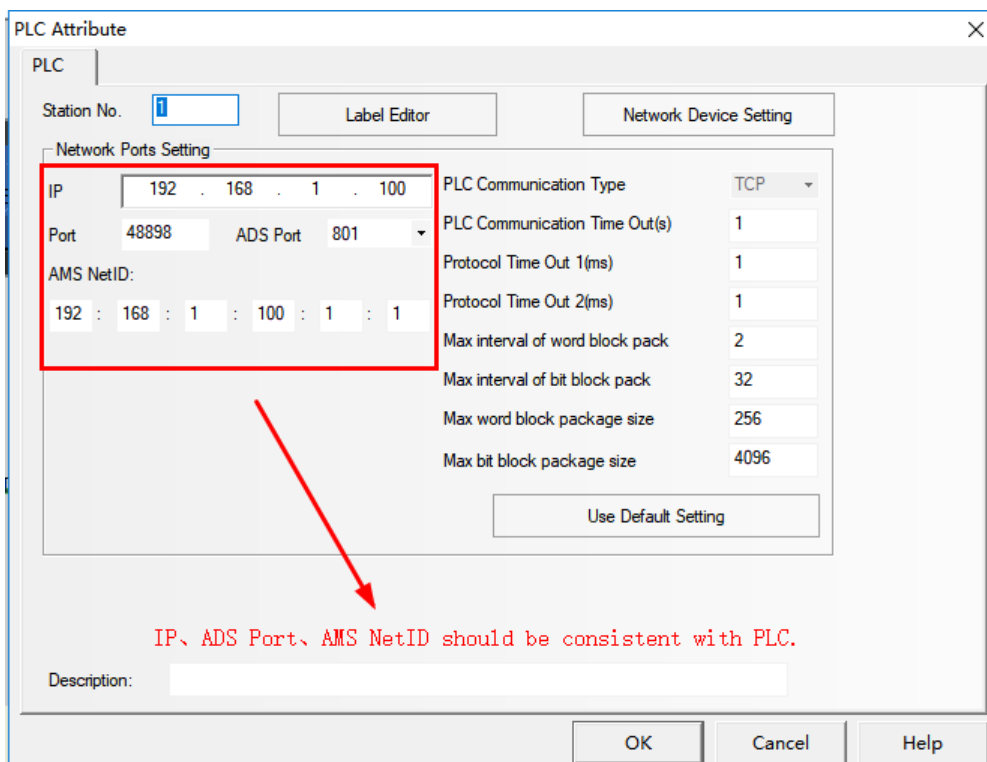 PLC Attribute
PLC
Station No. 1 Label Editor Network Device Setting
Network Ports Setting
IP 192 . 168 . 1 . 100 PLC Communication Type TCP
Port 48898 ADS Port 801 PLC Communication Time Out(s) 1
AMS NetID: Protocol Time Out 1(ms) 1
192 : 168 : 1 : 100 : 1 : 1 Protocol Time Out 2(ms) 1
Max interval of word block pack 2
Max interval of bit block pack 32
Max word block package size 256
Max bit block package size 4096
Use Default Setting
IP、ADS Port、AMS NetID should be consistent with PLC.
Description:
OK Cancel Help